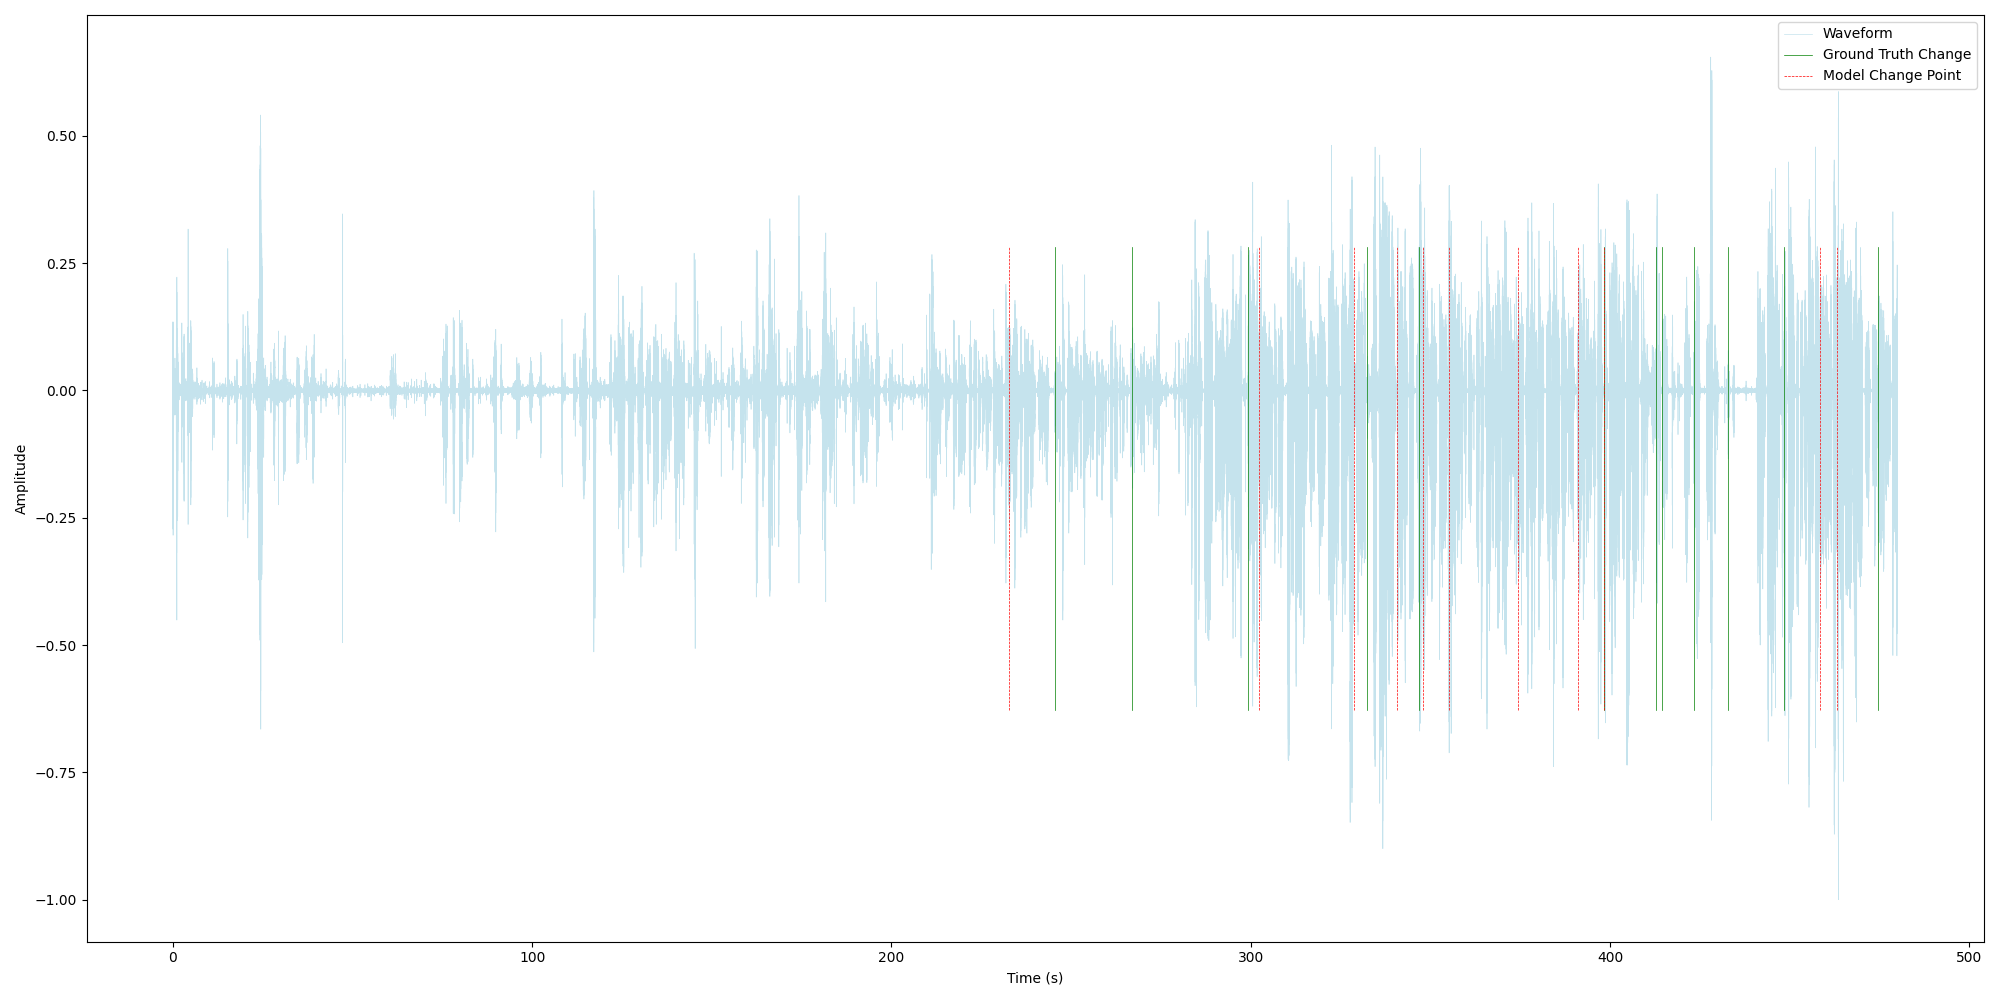 Waveform
Ground Truth Change
Model Change Point
0.50
0.25
0.00
−0.25
−0.50
−0.75
−1.00
Amplitude
0 100 200 300 400 500
Time (s)